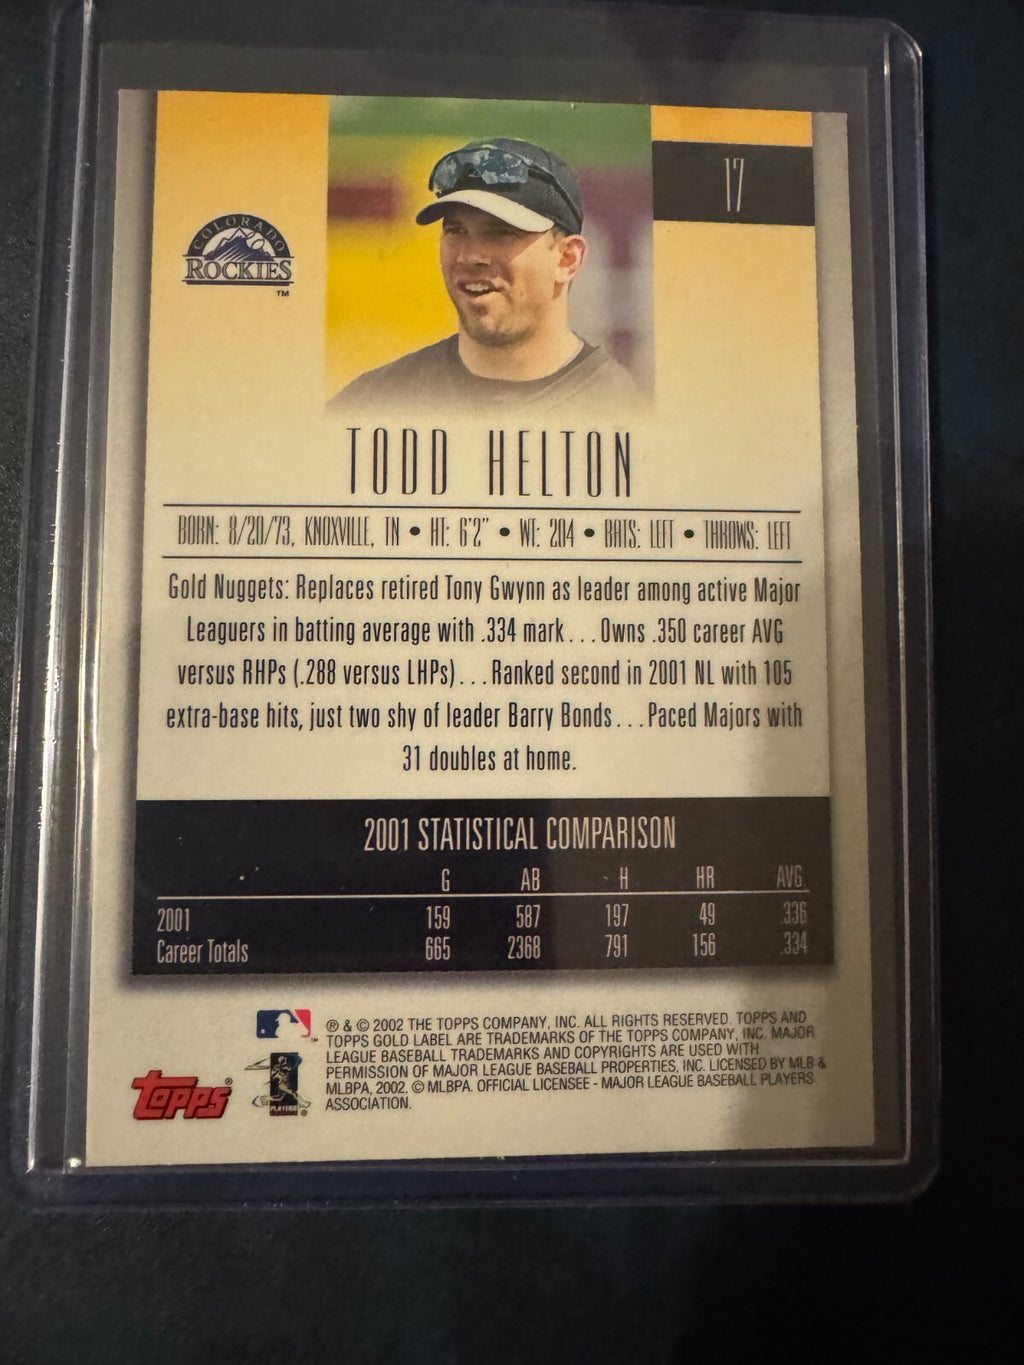 17
COLORADO
ROCKIES
™
TODD HELTON
BORN: 8/20/73, KNOXVILLE, TN • HT: 6'2" • WT: 204 • BATS: LEFT • THROWS: LEFT
Gold Nuggets: Replaces retired Tony Gwynn as leader among active Major
Leaguers in batting average with .334 mark...Owns .350 career AVG
versus RHPs (.288 versus LHPs)...Ranked second in 2001 NL with 105
extra-base hits, just two shy of leader Barry Bonds...Paced Majors with
31 doubles at home.
2001 STATISTICAL COMPARISON
G AB H HR AVG.
2001 159 587 197 49 .336
Career Totals 665 2368 791 156 .334
® & © 2002 THE TOPPS COMPANY, INC. ALL RIGHTS RESERVED. TOPPS AND
TOPPS GOLD LABEL ARE TRADEMARKS OF THE TOPPS COMPANY, INC. MAJOR
LEAGUE BASEBALL TRADEMARKS AND COPYRIGHTS ARE USED WITH
PERMISSION OF MAJOR LEAGUE BASEBALL PROPERTIES, INC. LICENSED BY MLB &
MLBPA, 2002. © MLBPA. OFFICIAL LICENSEE - MAJOR LEAGUE BASEBALL PLAYERS
ASSOCIATION.
Topps®
PLAYERS